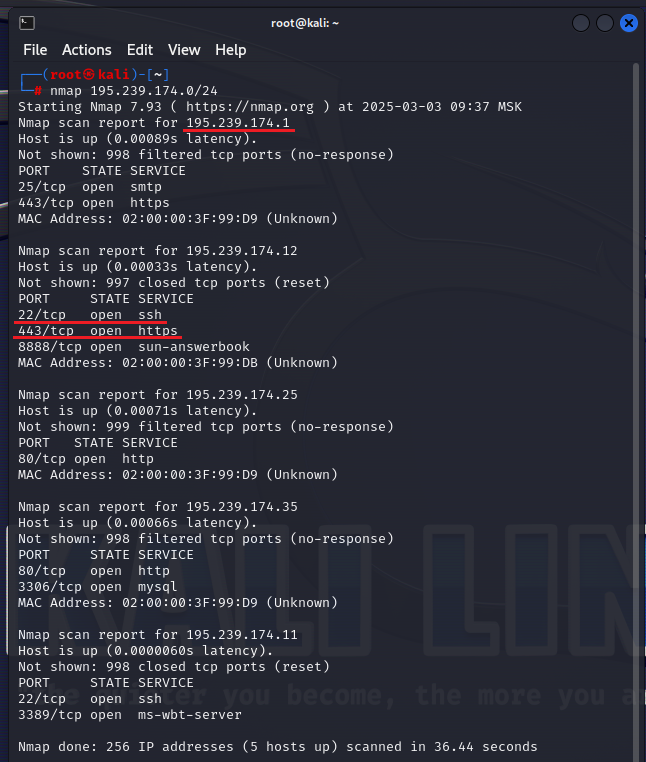 root@kali: ~
File Actions Edit View Help
┌──(root㉿kali)-[~]
└─# nmap 195.239.174.0/24
Starting Nmap 7.93 ( https://nmap.org ) at 2025-03-03 09:37 MSK
Nmap scan report for 195.239.174.1
Host is up (0.00089s latency).
Not shown: 998 filtered tcp ports (no-response)
PORT    STATE SERVICE
25/tcp  open  smtp
443/tcp open  https
MAC Address: 02:00:00:3F:99:D9 (Unknown)

Nmap scan report for 195.239.174.12
Host is up (0.00033s latency).
Not shown: 997 closed tcp ports (reset)
PORT     STATE SERVICE
22/tcp   open  ssh
443/tcp  open  https
8888/tcp open  sun-answerbook
MAC Address: 02:00:00:3F:99:DB (Unknown)

Nmap scan report for 195.239.174.25
Host is up (0.00071s latency).
Not shown: 999 filtered tcp ports (no-response)
PORT   STATE SERVICE
80/tcp open  http
MAC Address: 02:00:00:3F:99:D9 (Unknown)

Nmap scan report for 195.239.174.35
Host is up (0.00066s latency).
Not shown: 998 filtered tcp ports (no-response)
PORT     STATE SERVICE
80/tcp   open  http
3306/tcp open  mysql
MAC Address: 02:00:00:3F:99:D9 (Unknown)

Nmap scan report for 195.239.174.11
Host is up (0.0000060s latency).
Not shown: 998 closed tcp ports (reset)
PORT     STATE SERVICE
22/tcp   open  ssh
3389/tcp open  ms-wbt-server

Nmap done: 256 IP addresses (5 hosts up) scanned in 36.44 seconds
KALI LIN
the quieter you become, the more you a